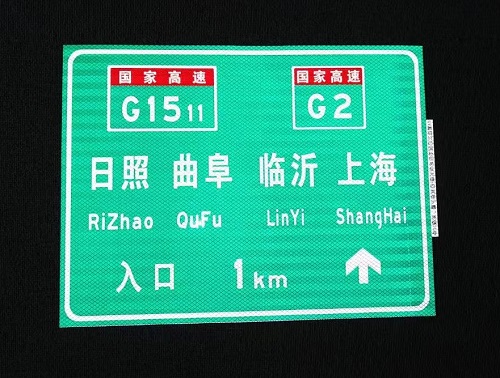 国家高速 国家高速
G1511 G2
日照 曲阜 临沂 上海
RiZhao QuFu LinYi ShangHai
入口 1km